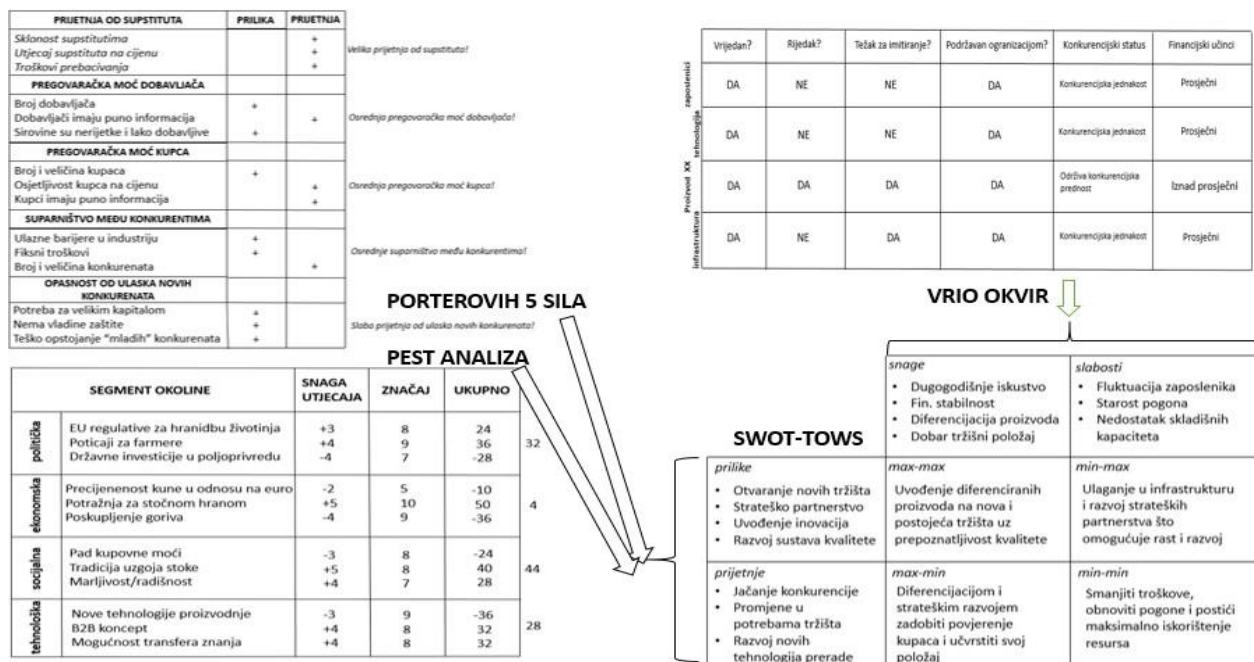 PRIJETNJA OD SUPSTITUTA PRILIKA PRIJETNJA
Sklonost supstitutima +
Utjecaj supstituta na cijenu +
Troškovi prebacivanja +
Velika prijetnja od supstituta!
PREGOVARAČKA MOĆ DOBAVLJAČA
Broj dobavljača +
Dobavljači imaju puno informacija +
Sirovine su nerijetke i lako dobavljive +
Osrednja pregovaračka moć dobavljača!
PREGOVARAČKA MOĆ KUPCA
Broj i veličina kupaca +
Osjetljivost kupca na cijenu +
Kupci imaju puno informacija +
Osrednja pregovaračka moć kupca!
SUPARNIŠTVO MEĐU KONKURENTIMA
Ulazne barijere u industriju +
Fiksni troškovi +
Broj i veličina konkurenata +
Osrednje suparništvo među konkurentima!
OPASNOST OD ULASKA NOVIH
KONKURENATA
Potreba za velikim kapitalom +
Nema vladine zaštite +
Teško opstojanje "mladih" konkurenata +
Slaba prijetnja od ulaska novih konkurenata!
PORTEROVIH 5 SILA
PEST ANALIZA
SEGMENT OKOLINE SNAGA UTJECAJA ZNAČAJ UKUPNO
politička
EU regulative za hranidbu životinja +3 8 24
Poticaji za farmere +4 9 36 32
Državne investicije u poljoprivredu -4 7 -28
ekonomska
Precijenenost kune u odnosu na euro -2 5 -10
Potražnja za stočnom hranom +5 10 50 4
Poskupljenje goriva -4 9 -36
socijalna
Pad kupovne moći -3 8 -24
Tradicija uzgoja stoke +5 8 40 44
Marljivost/radišnost +4 7 28
tehnološka
Nove tehnologije proizvodnje -3 9 -36
B2B koncept +4 8 32 28
Mogućnost transfera znanja +4 8 32
Vrijedan? Rijedak? Težak za imitiranje? Podržavan ogranizacijom? Konkurencijski status Financijski učinci
zaposlenici DA NE NE DA Konkurencijska jednakost Prosječni
tehnologija DA NE NE DA Konkurencijska jednakost Prosječni
Proizvod XX DA DA DA DA Održiva konkurencijska prednost Iznad prosječni
infrastruktura DA NE DA DA Konkurencijska jednakost Prosječni
VRIO OKVIR
SWOT-TOWS
snage
• Dugogodišnje iskustvo
• Fin. stabilnost
• Diferencijacija proizvoda
• Dobar tržišni položaj
slabosti
• Fluktuacija zaposlenika
• Starost pogona
• Nedostatak skladišnih
kapaciteta
prilike
• Otvaranje novih tržišta
• Strateško partnerstvo
• Uvođenje inovacija
• Razvoj sustava kvalitete
max-max
Uvođenje diferenciranih
proizvoda na nova i
postojeća tržišta uz
prepoznatljivost kvalitete
min-max
Ulaganje u infrastrukturu
i razvoj strateških
partnerstva što
omogućuje rast i razvoj
prijetnje
• Jačanje konkurencije
• Promjene u
potrebama tržišta
• Razvoj novih
tehnologija prerade
max-min
Diferencijacijom i
strateškim razvojem
zadobiti povjerenje
kupaca i učvrstiti svoj
položaj
min-min
Smanjiti troškove,
obnoviti pogone i postići
maksimalno iskorištenje
resursa